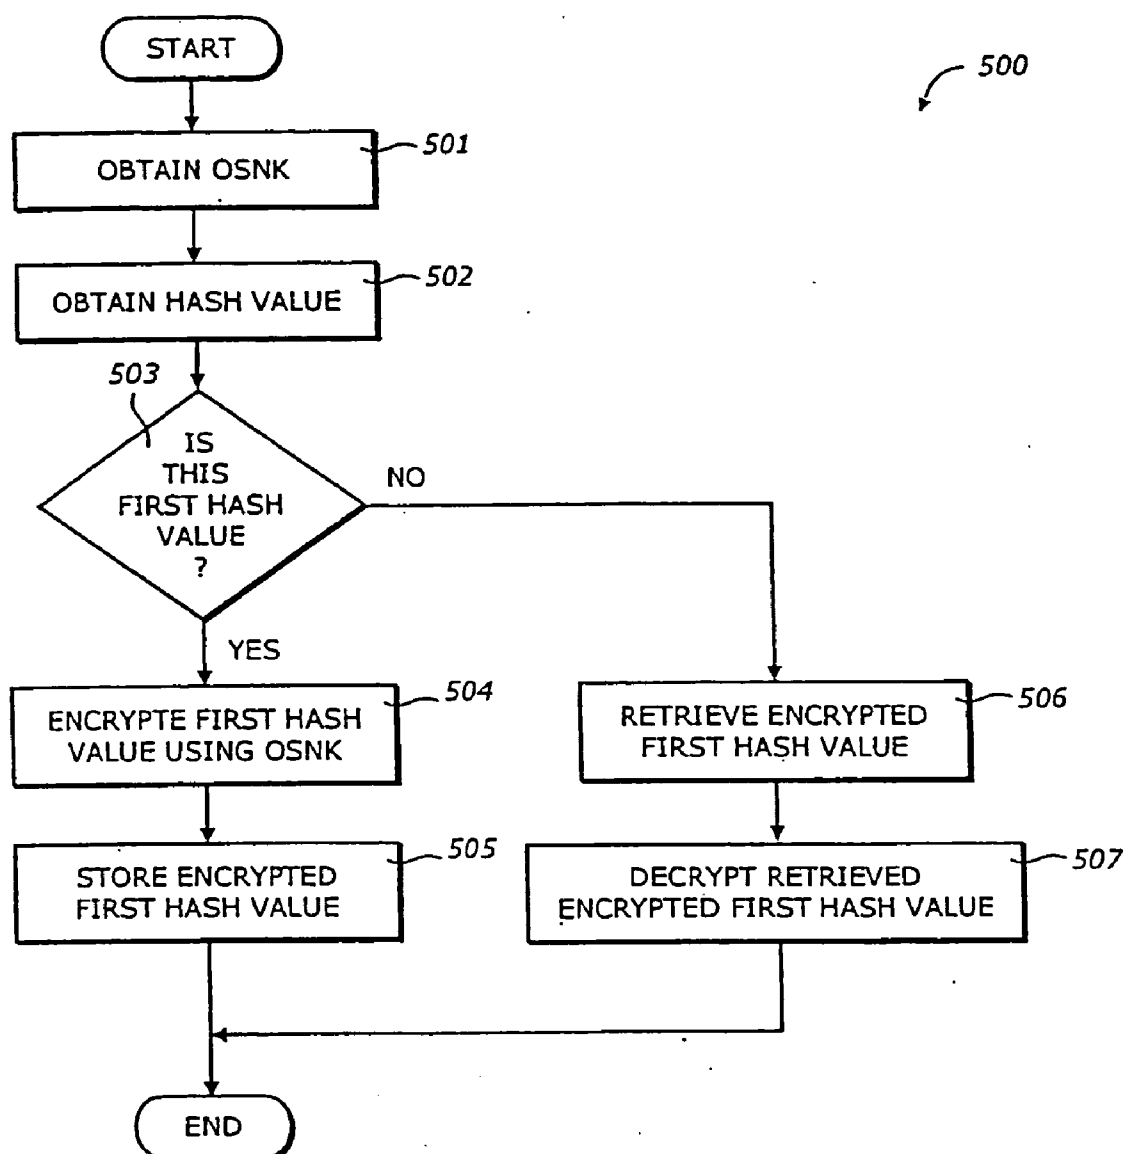 START
500
OBTAIN OSNK
501
OBTAIN HASH VALUE
502
503
IS
THIS
FIRST HASH
VALUE
?
NO
YES
ENCRYPTE FIRST HASH
VALUE USING OSNK
504
RETRIEVE ENCRYPTED
FIRST HASH VALUE
506
STORE ENCRYPTED
FIRST HASH VALUE
505
DECRYPT RETRIEVED
ENCRYPTED FIRST HASH VALUE
507
END